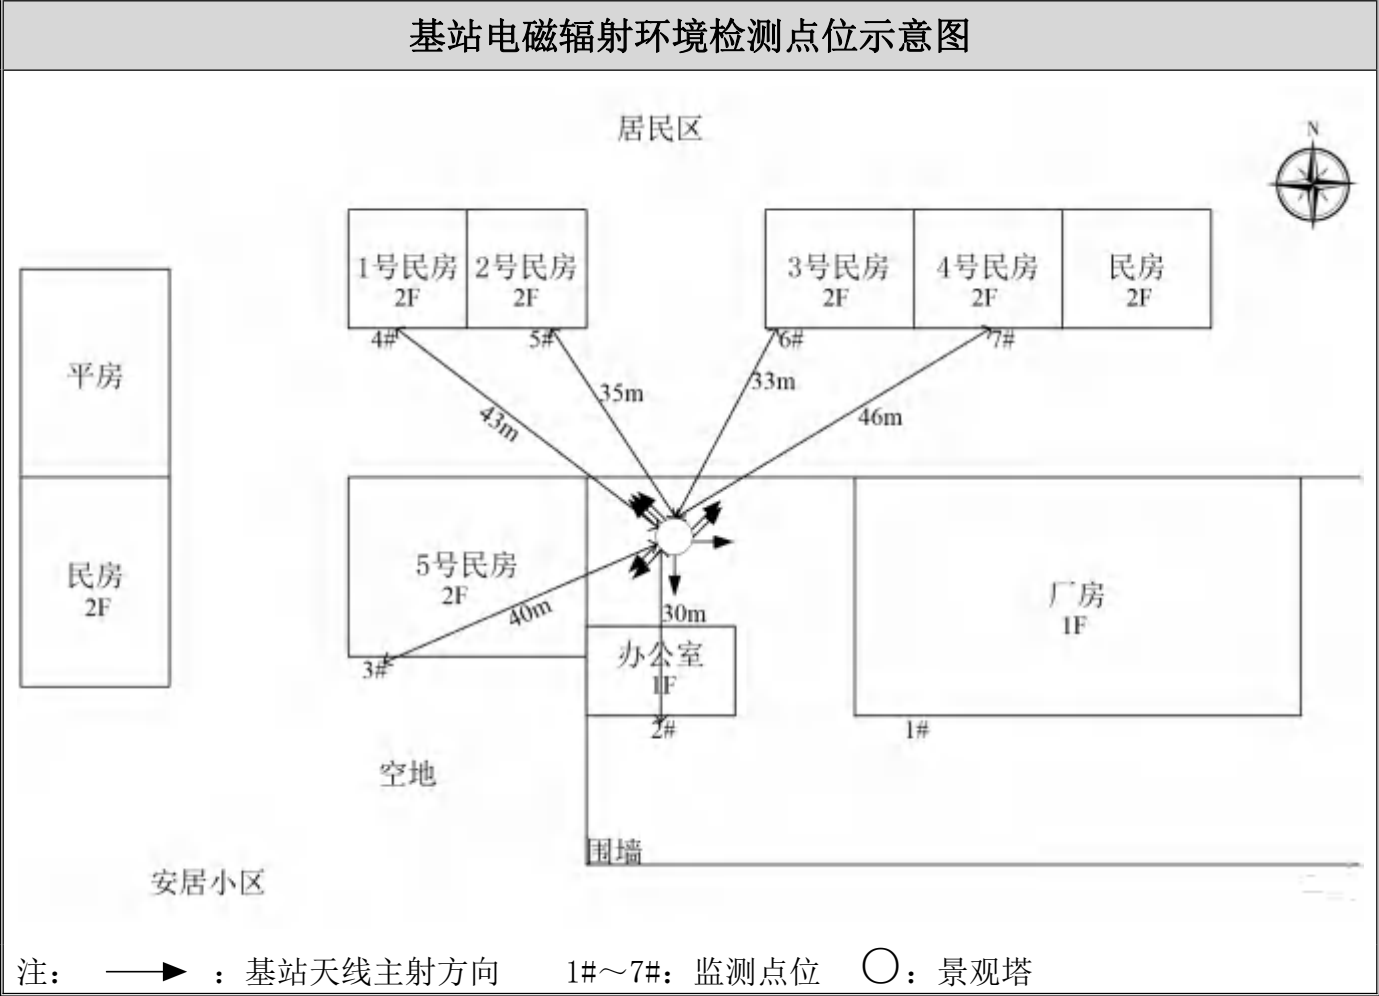 基站电磁辐射环境检测点位示意图
居民区
N
1号民房
2F
2号民房
2F
3号民房
2F
4号民房
2F
民房
2F
4#
5#
6#
7#
平房
35m
33m
43m
46m
民房
2F
5号民房
2F
40m
30m
厂房
1F
办公室
1F
3#
2#
1#
空地
围墙
安居小区
注： ：基站天线主射方向 1#～7#：监测点位 ：景观塔